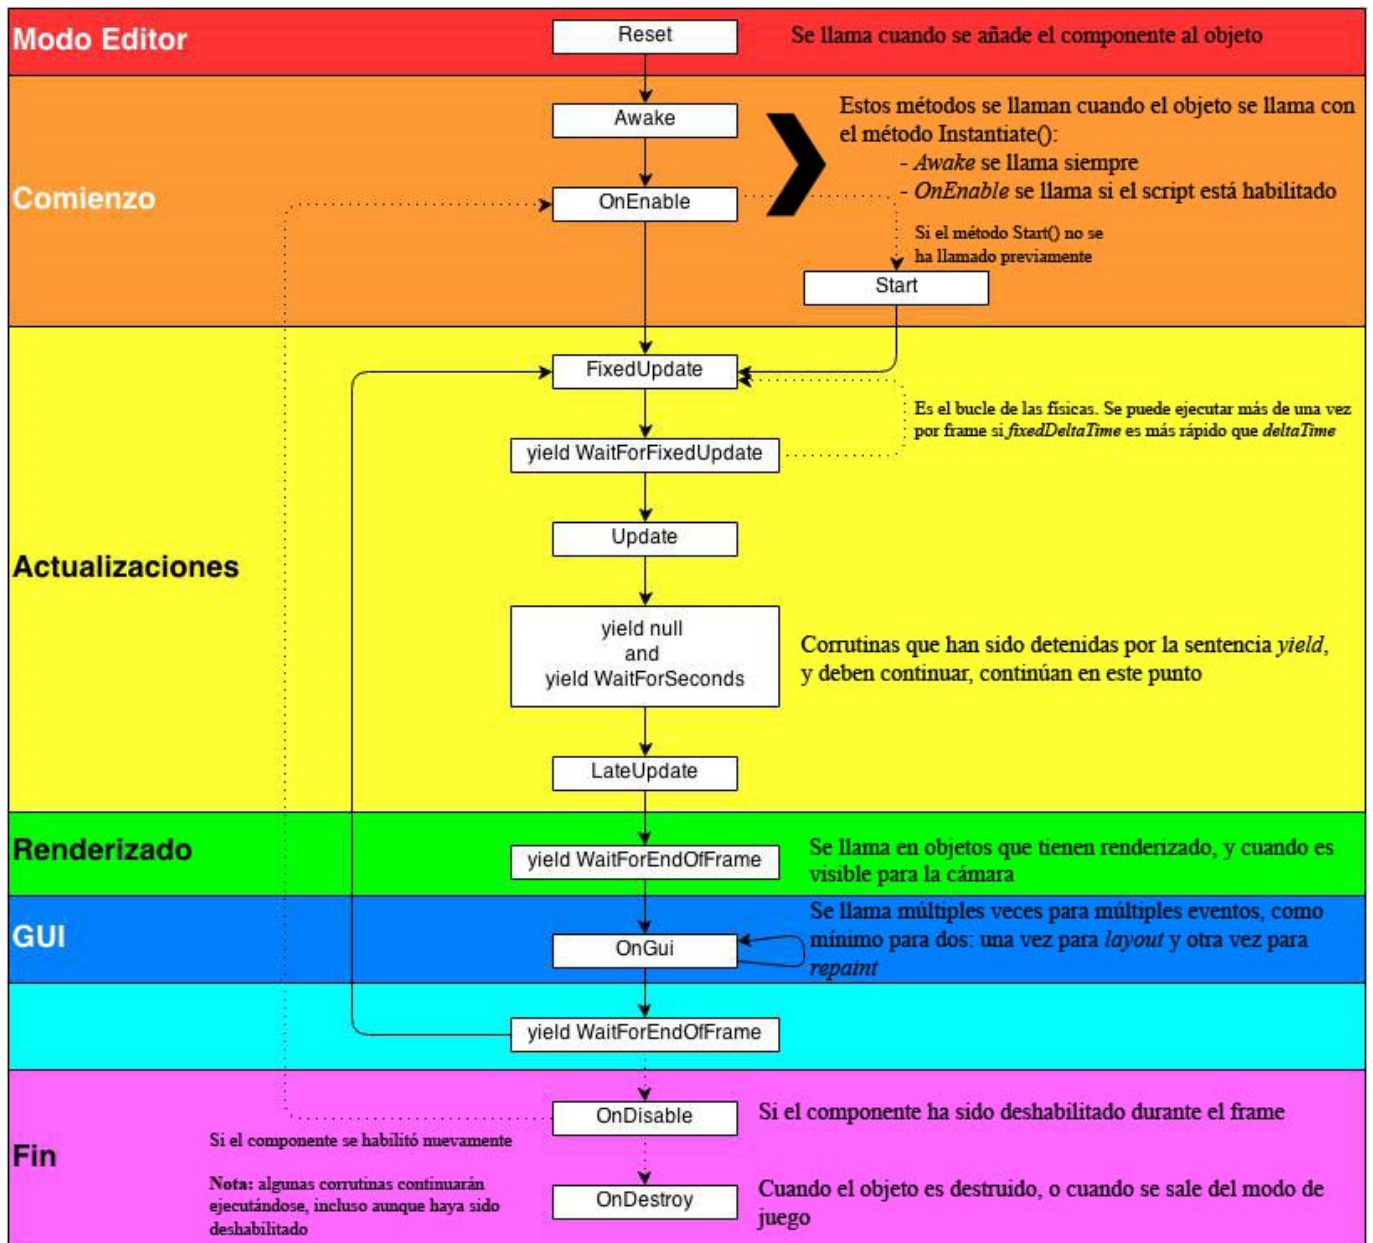 Modo Editor
Reset
Se llama cuando se añade el componente al objeto
Comienzo
Awake
OnEnable
Estos métodos se llaman cuando el objeto se llama con
el método Instantiate():
- Awake se llama siempre
- OnEnable se llama si el script está habilitado
Si el método Start() no se
ha llamado previamente
Start
Actualizaciones
FixedUpdate
Es el bucle de las físicas. Se puede ejecutar más de una vez
por frame si fixedDeltaTime es más rápido que deltaTime
yield WaitForFixedUpdate
Update
yield null
and
yield WaitForSeconds
Corrutinas que han sido detenidas por la sentencia yield,
y deben continuar, continúan en este punto
LateUpdate
Renderizado
yield WaitForEndOfFrame
Se llama en objetos que tienen renderizado, y cuando es
visible para la cámara
GUI
OnGui
Se llama múltiples veces para múltiples eventos, como
mínimo para dos: una vez para layout y otra vez para
repaint
yield WaitForEndOfFrame
Fin
OnDisable
Si el componente ha sido deshabilitado durante el frame
Si el componente se habilitó nuevamente
Nota: algunas corrutinas continuarán
ejecutándose, incluso aunque haya sido
deshabilitado
OnDestroy
Cuando el objeto es destruido, o cuando se sale del modo de
juego